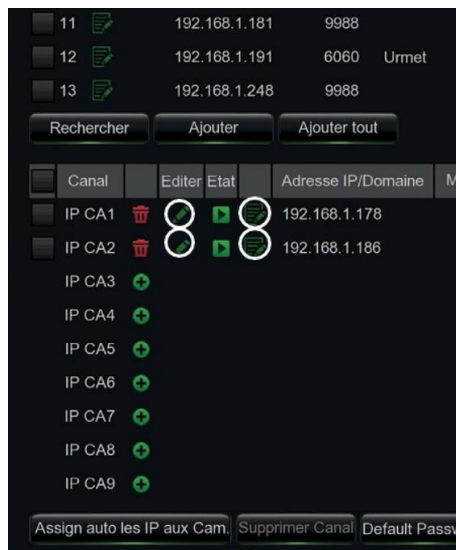 11 192.168.1.181 9988
12 192.168.1.191 6060 Urmet
13 192.168.1.248 9988
Rechercher Ajouter Ajouter tout
Canal Editer Etat Adresse IP/Domaine M
IP CA1 192.168.1.178
IP CA2 192.168.1.186
IP CA3
IP CA4
IP CA5
IP CA6
IP CA7
IP CA8
IP CA9
Assign auto les IP aux Cam. Supprimer Canal Default Passw